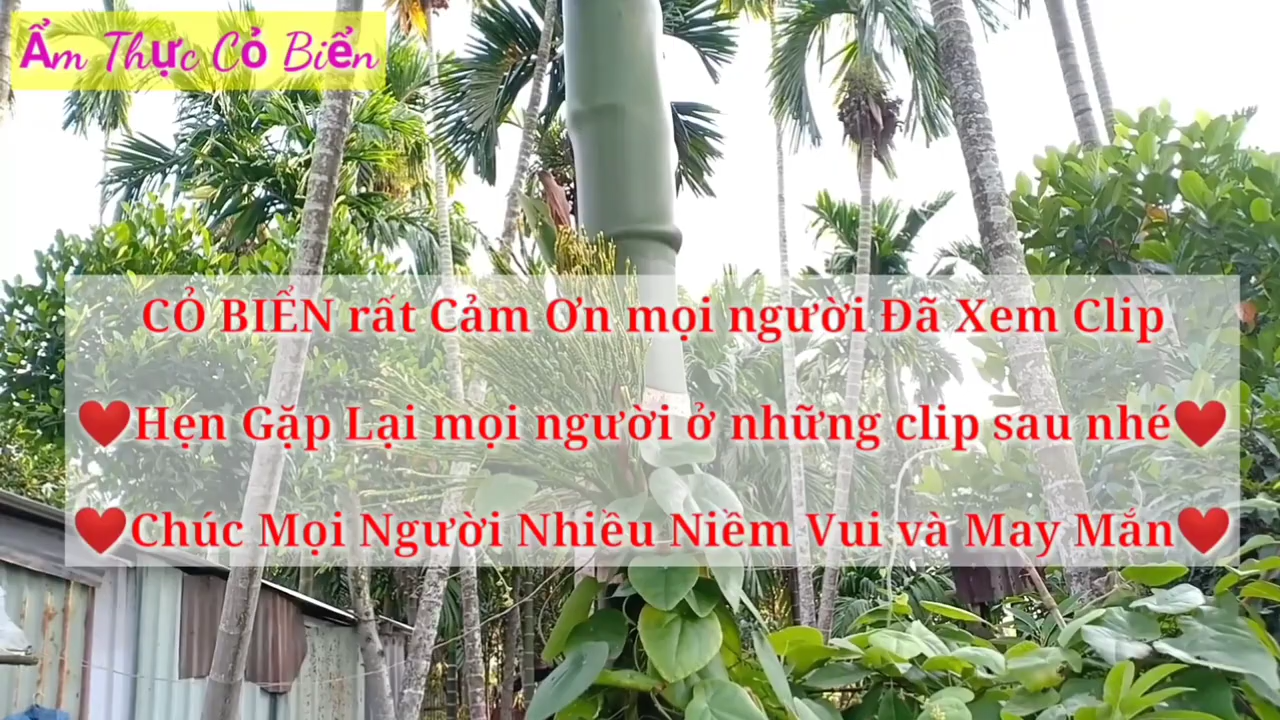 Ẩm Thực Cỏ Biển
CỎ BIỂN rất Cảm Ơn mọi người Đã Xem Clip
❤️Hẹn Gặp Lại mọi người ở những clip sau nhé❤️
❤️Chúc Mọi Người Nhiều Niềm Vui và May Mắn❤️